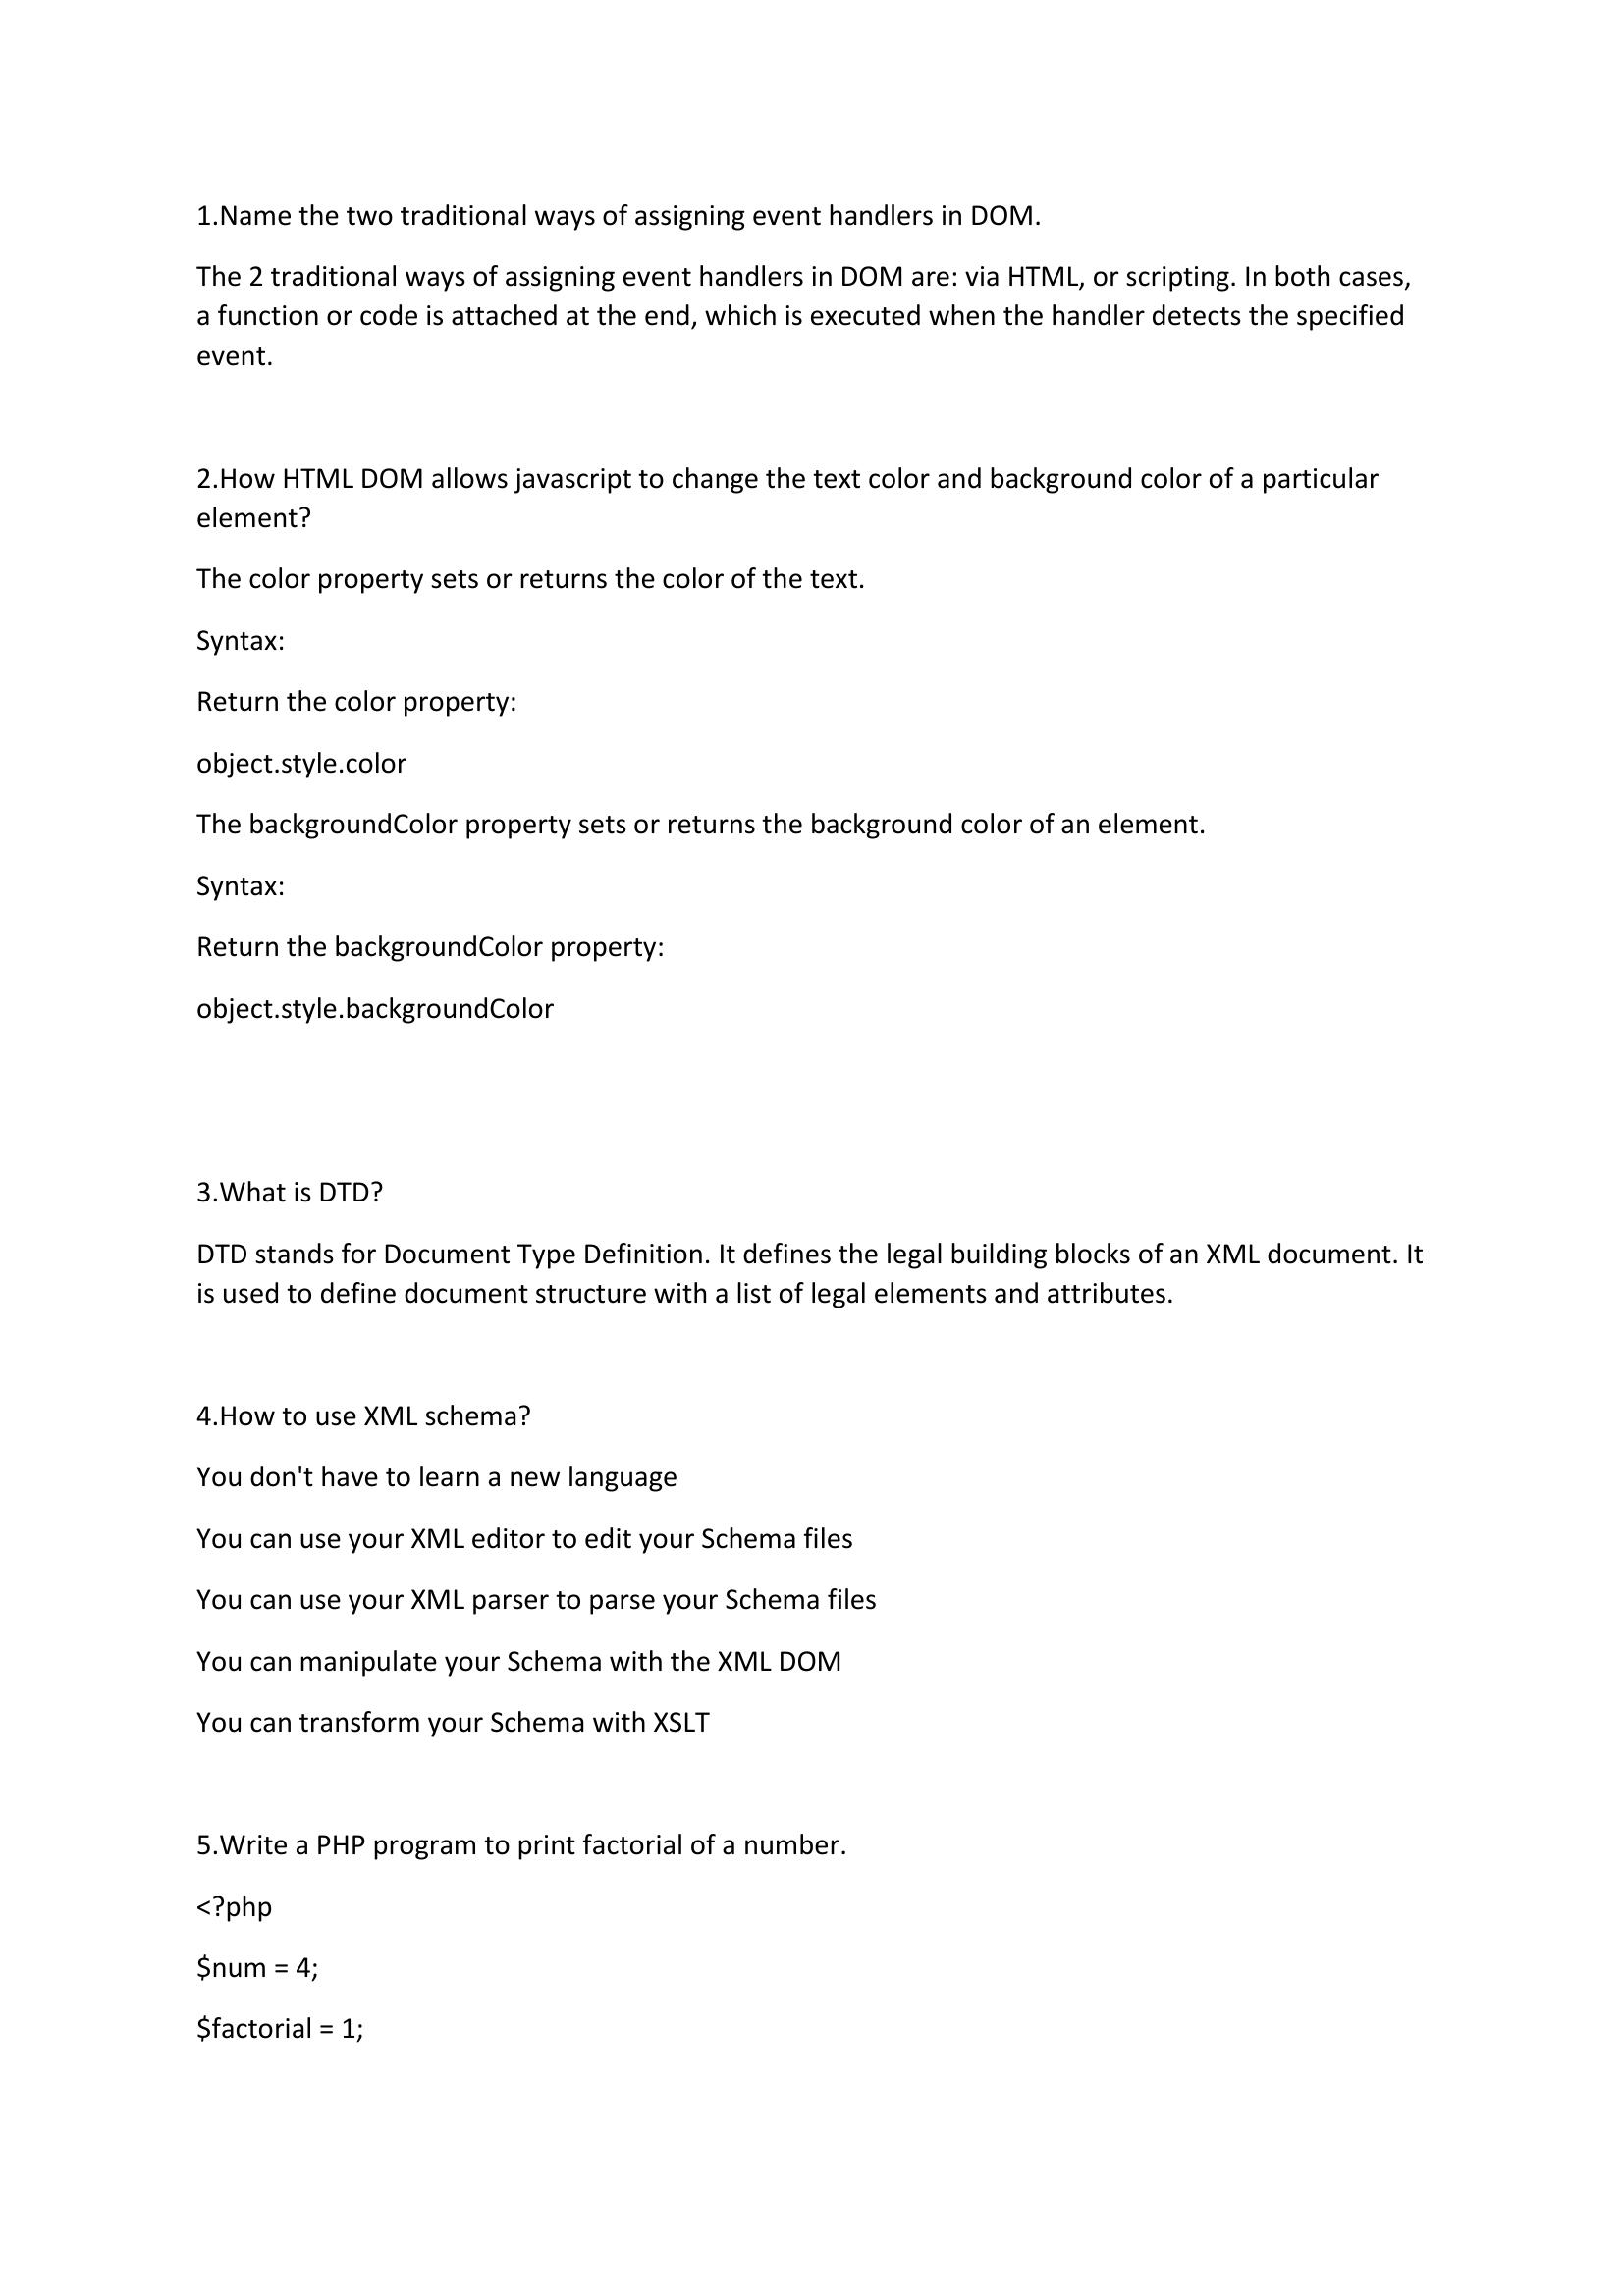 1.Name the two traditional ways of assigning event handlers in DOM.
The 2 traditional ways of assigning event handlers in DOM are: via HTML, or scripting. In both cases,
a function or code is attached at the end, which is executed when the handler detects the specified
event.
2.How HTML DOM allows javascript to change the text color and background color of a particular
element?
The color property sets or returns the color of the text.
Syntax:
Return the color property:
object.style.color
The backgroundColor property sets or returns the background color of an element.
Syntax:
Return the backgroundColor property:
object.style.backgroundColor
3.What is DTD?
DTD stands for Document Type Definition. It defines the legal building blocks of an XML document. It
is used to define document structure with a list of legal elements and attributes.
4.How to use XML schema?
You don't have to learn a new language
You can use your XML editor to edit your Schema files
You can use your XML parser to parse your Schema files
You can manipulate your Schema with the XML DOM
You can transform your Schema with XSLT
5.Write a PHP program to print factorial of a number.
<?php
$num = 4;
$factorial = 1;